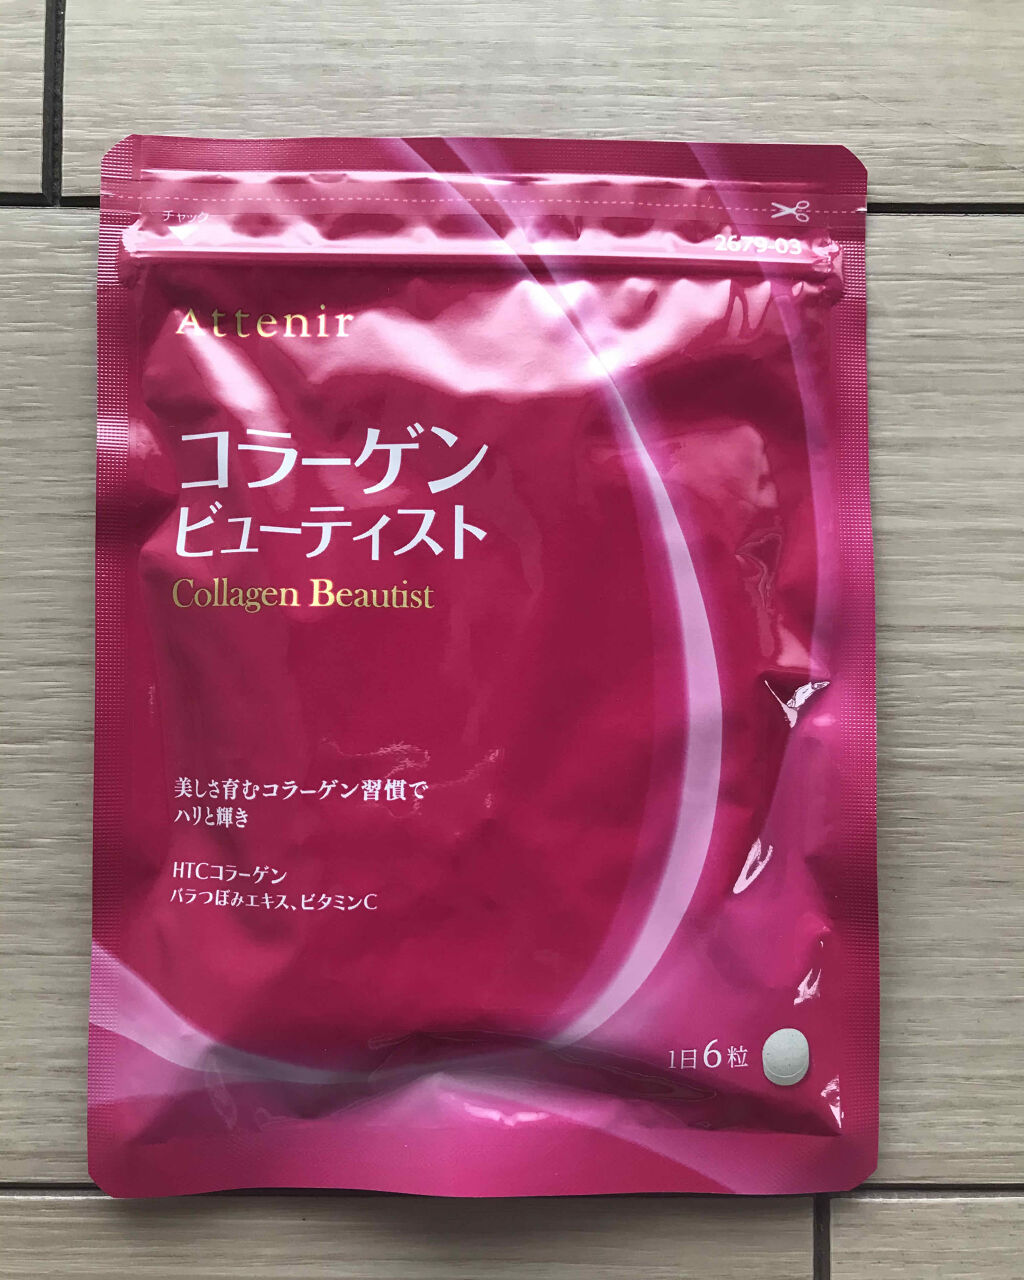 チャック
2679-03
Attenir
コラーゲン
ビューティスト
Collagen Beautist
美しさ育むコラーゲン習慣で
ハリと輝き
HTCコラーゲン
バラつぼみエキス、ビタミンC
1日6粒